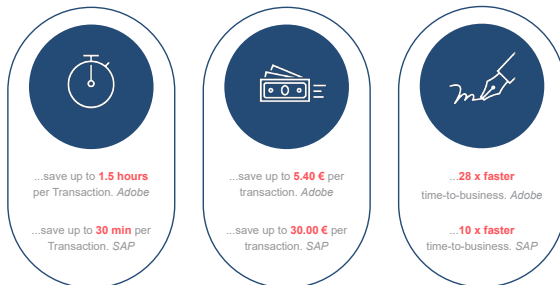 ...save up to 1.5 hours
per Transaction. Adobe
...save up to 30 min per
Transaction. SAP
...save up to 5.40 € per
transaction. Adobe
...save up to 30.00 € per
transaction. SAP
...28 x faster
time-to-business. Adobe
...10 x faster
time-to-business. SAP